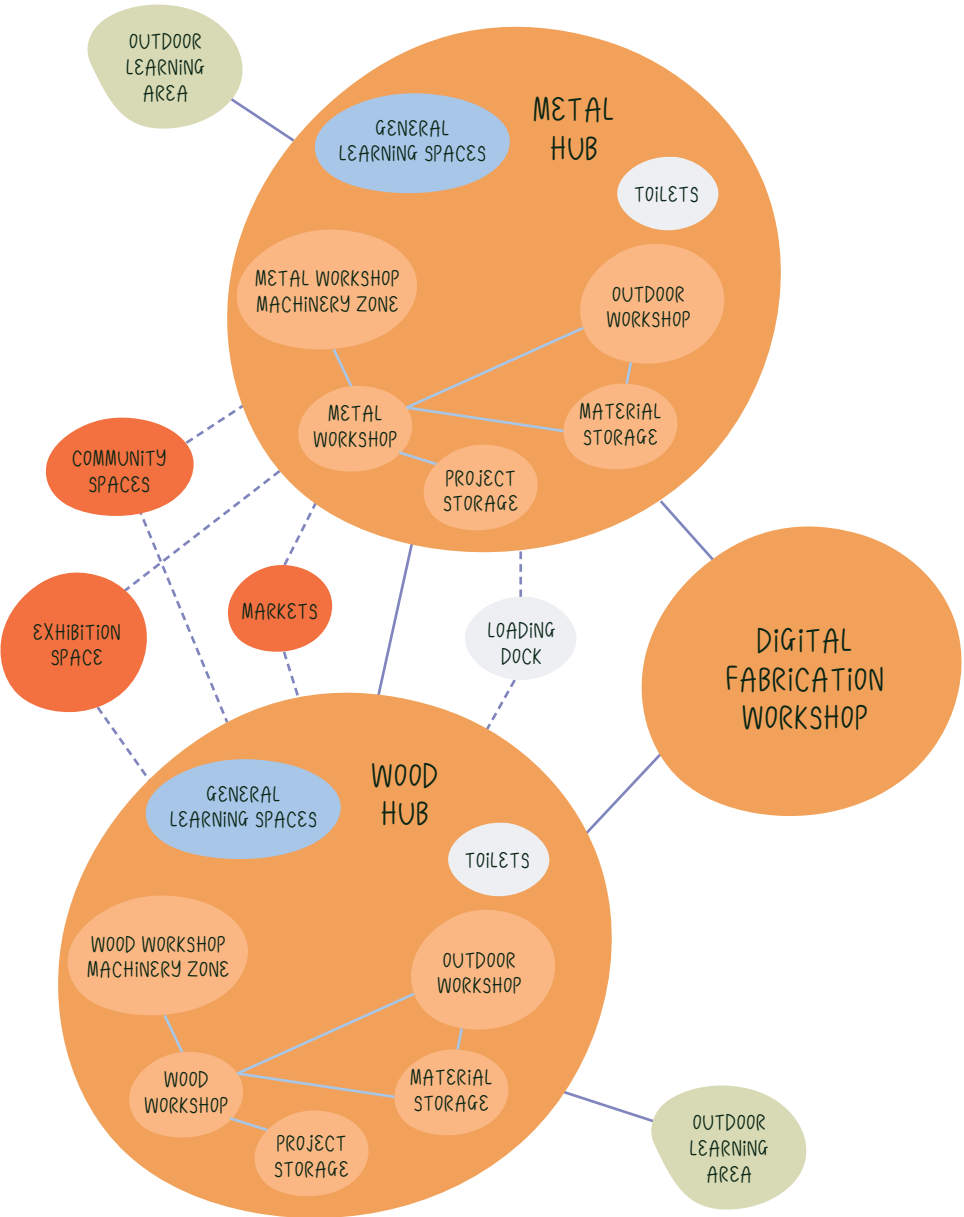 OUTDOOR
LEARNING
AREA
METAL
HUB
GENERAL
LEARNING SPACES
TOILETS
METAL WORKSHOP
MACHINERY ZONE
OUTDOOR
WORKSHOP
METAL
WORKSHOP
MATERIAL
STORAGE
PROJECT
STORAGE
COMMUNITY
SPACES
EXHIBITION
SPACE
MARKETS
LOADING
DOCK
DIGITAL
FABRICATION
WORKSHOP
WOOD
HUB
GENERAL
LEARNING SPACES
TOILETS
WOOD WORKSHOP
MACHINERY ZONE
OUTDOOR
WORKSHOP
WOOD
WORKSHOP
MATERIAL
STORAGE
PROJECT
STORAGE
OUTDOOR
LEARNING
AREA